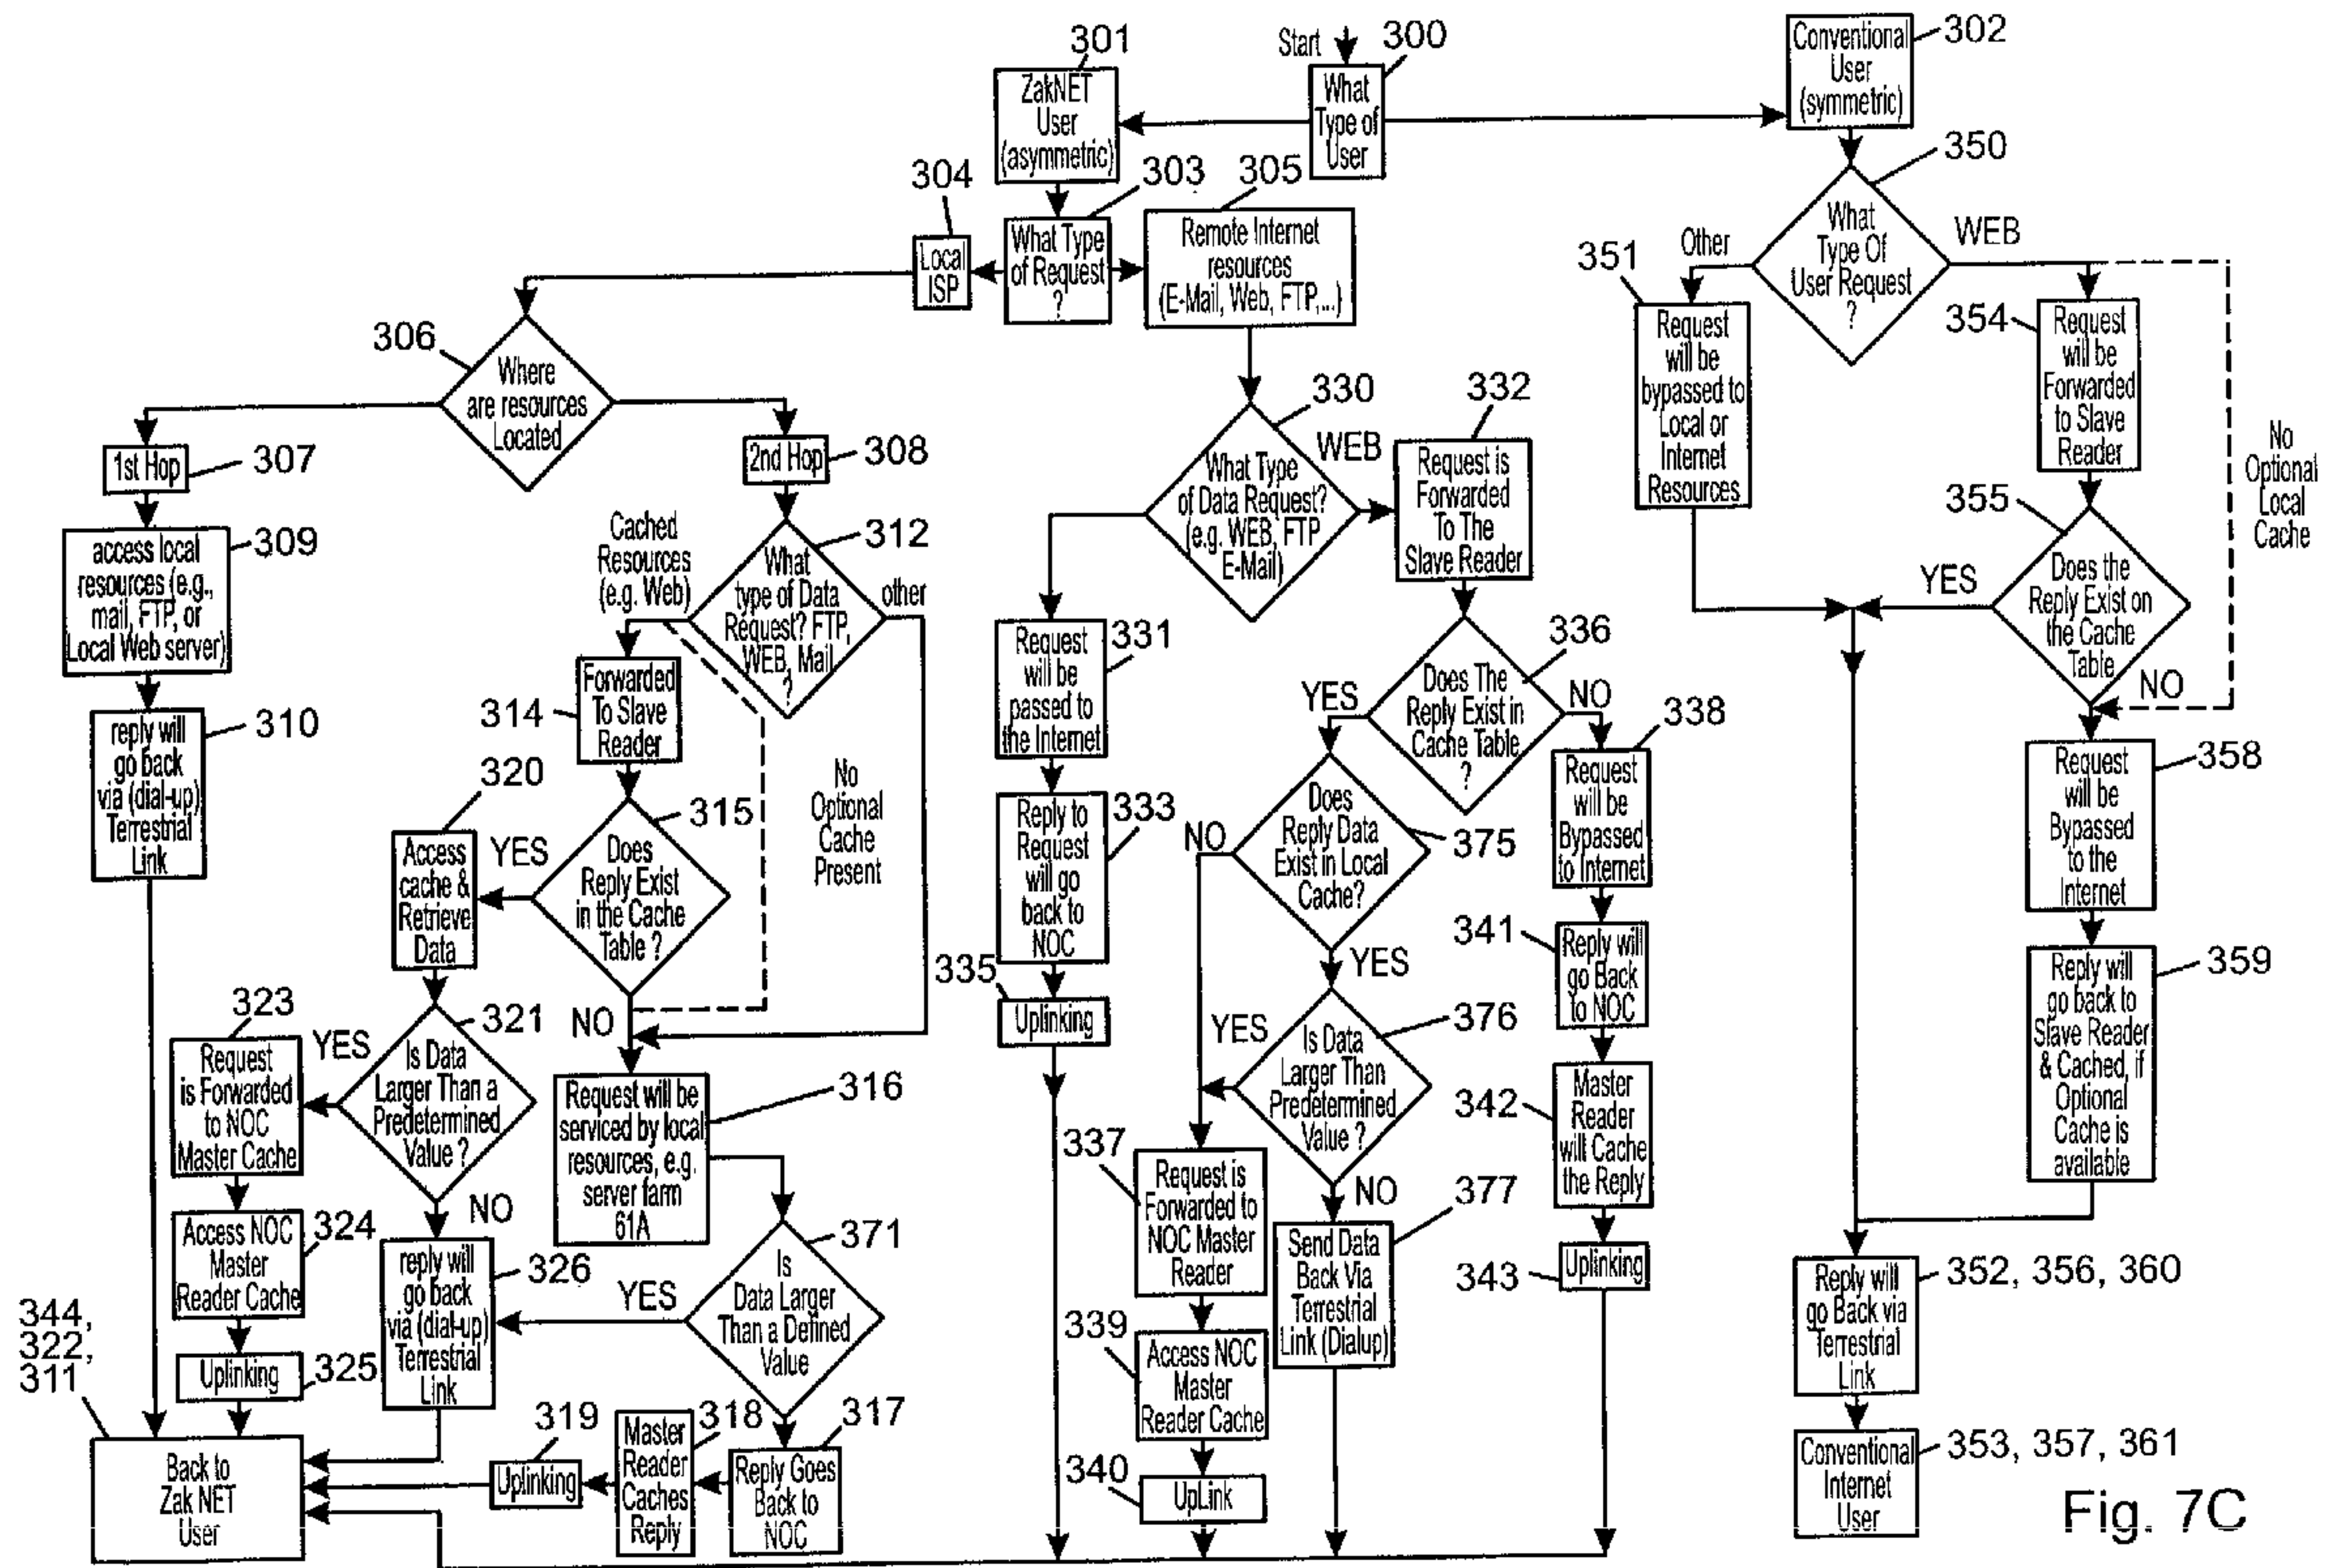 Start
300
What
Type of
User
301
ZakNET
User
(asymmetric)
302
Conventional
User
(symmetric)
303
What Type
of Request
?
304
Local
ISP
305
Remote Internet
resources
(E-Mail, Web, FTP,...)
306
Where
are resources
Located
1st Hop
307
2nd Hop
308
access local
resources (e.g.,
mail, FTP, or
Local Web server)
309
reply will
go back
via (dial-up)
Terrestrial
Link
310
Cached
Resources
(e.g. Web)
312
What
type of Data
Request? FTP,
WEB, Mail
?
other
314
Forwarded
To Slave
Reader
No
Optional
Cache
Present
315
Does
Reply Exist
in the Cache
Table ?
YES
NO
320
Access
cache &
Retrieve
Data
321
Is Data
Larger Than a
Predetermined
Value ?
YES
NO
323
Request
is Forwarded
to NOC
Master Cache
Access NOC
Master
Reader Cache
324
Uplinking
325
reply will
go back
via (dial-up)
Terrestrial
Link
326
Request will be
serviced by local
resources, e.g.
server farm
61A
316
371
Is
Data Larger
Than a Defined
Value
YES
317
Reply Goes
Back to
NOC
318
Master
Reader
Caches
Reply
319
Uplinking
344,
322,
311
Back to
Zak NET
User
330
What Type
of Data Request?
(e.g. WEB, FTP
E-Mail)
WEB
332
Request is
Forwarded
To The
Slave Reader
331
Request
will be
passed to
the Internet
333
Reply to
Request
will go
back to
NOC
335
Uplinking
336
Does The
Reply Exist in
Cache Table
?
YES
NO
375
Does
Reply Data
Exist in Local
Cache?
NO
YES
376
Is Data
Larger Than
Predetermined
Value ?
YES
NO
337
Request is
Forwarded to
NOC Master
Reader
339
Access NOC
Master
Reader Cache
340
UpLink
377
Send Data
Back Via
Terrestrial
Link (Dialup)
338
Request
will be
Bypassed
to Internet
341
Reply will
go Back
to NOC
342
Master
Reader
will Cache
the Reply
343
Uplinking
350
What
Type Of
User Request
?
Other
WEB
351
Request
will be
bypassed to
Local or
Internet
Resources
354
Request
will be
Forwarded
to Slave
Reader
No
Optional
Local
Cache
355
Does the
Reply Exist on
the Cache
Table
YES
NO
358
Request
will be
Bypassed
to the
Internet
359
Reply will
go back to
Slave Reader
& Cached, if
Optional
Cache is
available
Reply will
go Back via
Terrestrial
Link
352, 356, 360
Conventional
Internet
User
353, 357, 361
Fig. 7C